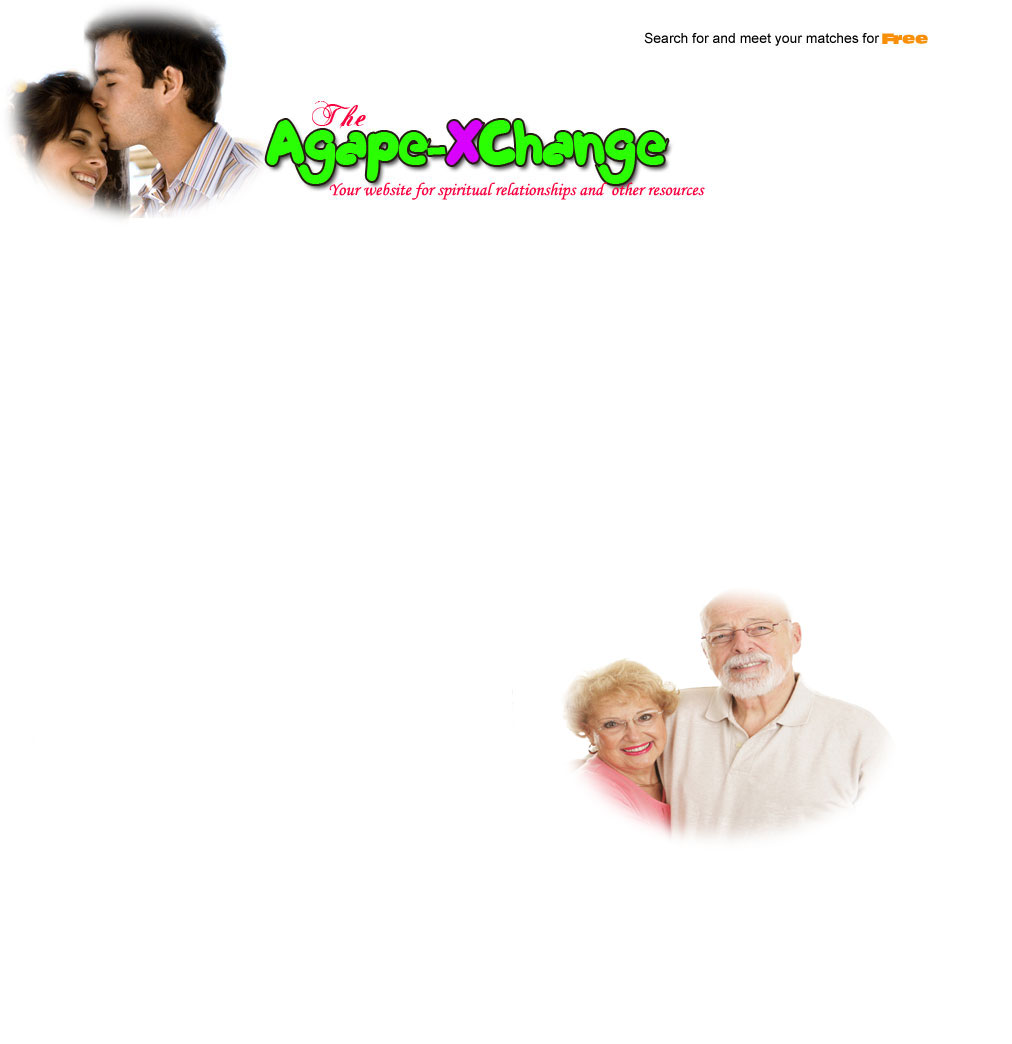 Search for and meet your matches for Free
The
Agape-XChange
Your website for spiritual relationships and other resources